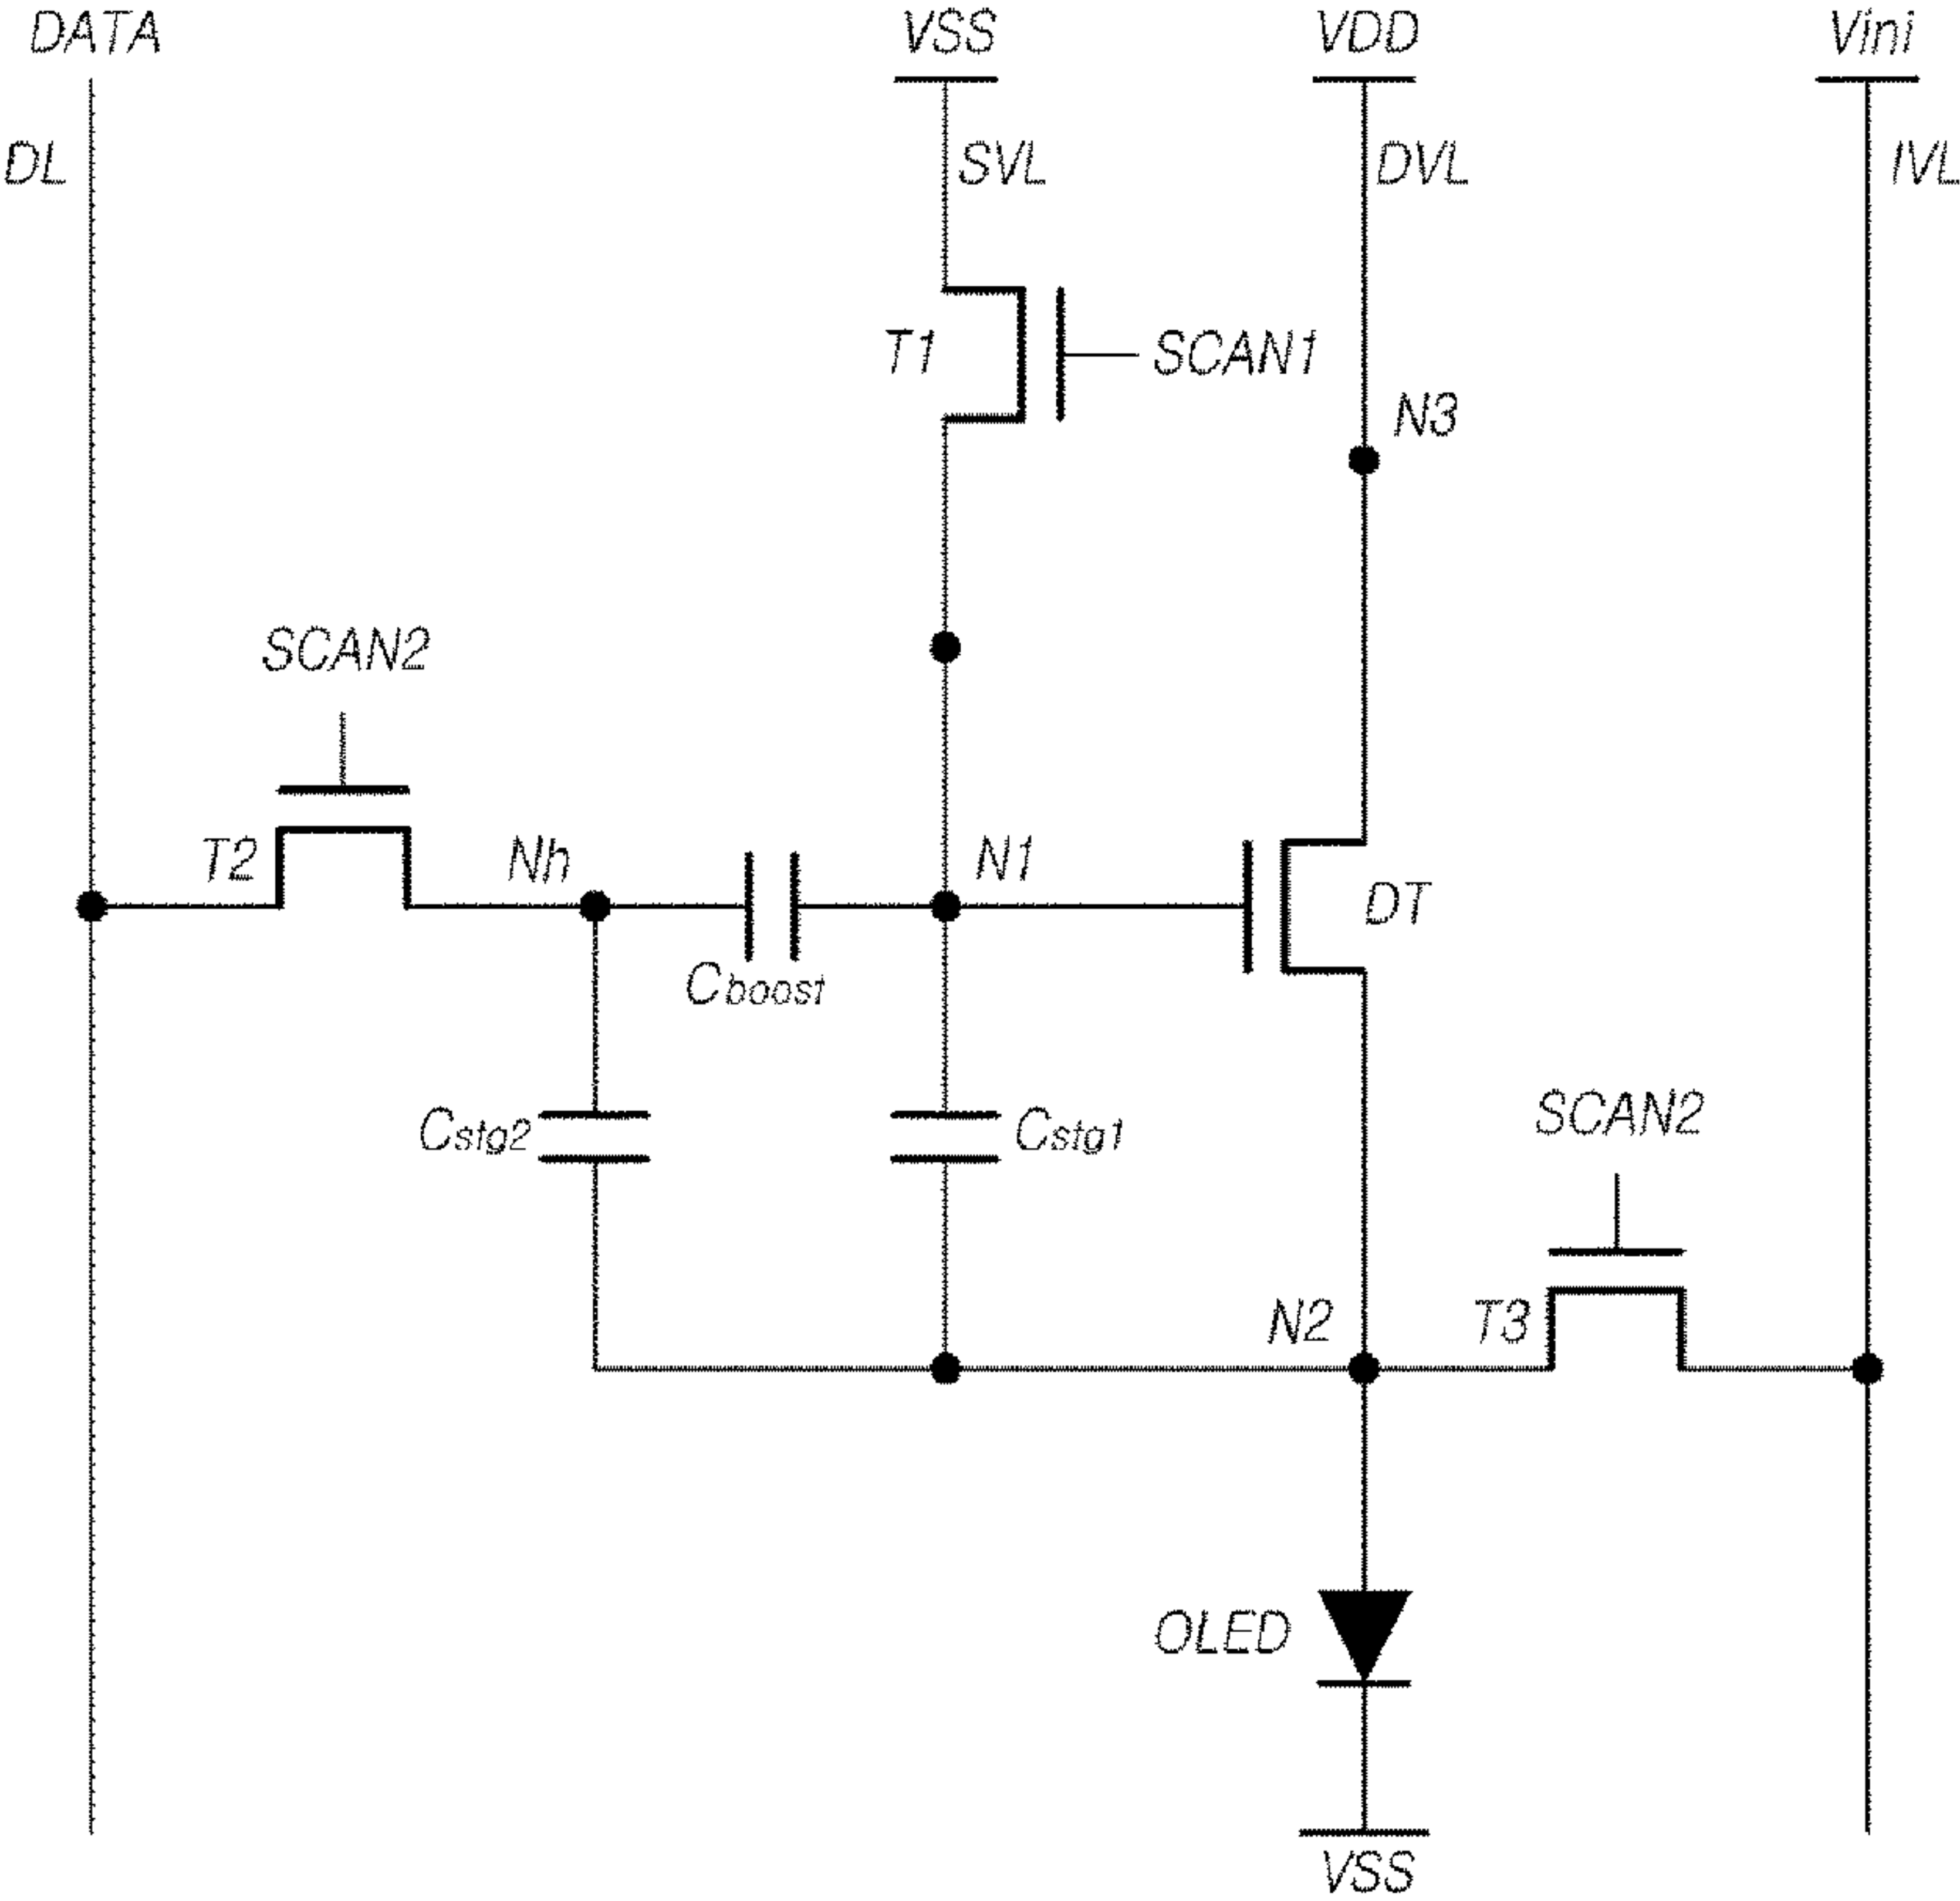 DATA
VSS
VDD
Vini
DL
SVL
DVL
IVL
T1
SCAN1
N3
SCAN2
T2
Nh
N1
DT
Cboost
Cstg2
Cstg1
SCAN2
N2
T3
OLED
VSS